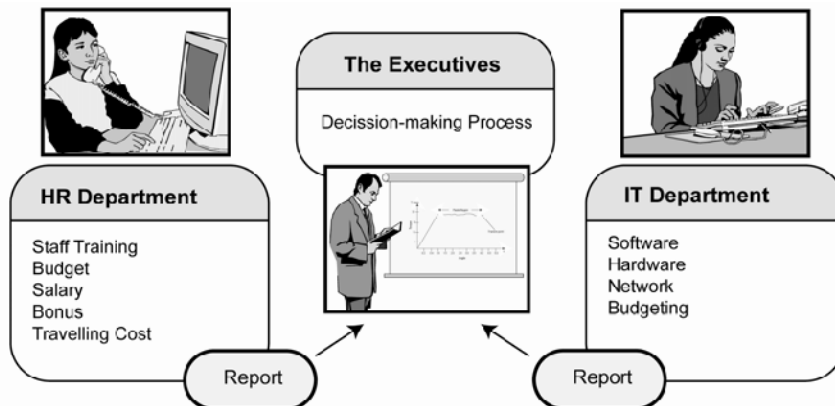 The Executives
Decission-making Process
HR Department
Staff Training
Budget
Salary
Bonus
Travelling Cost
Report
IT Department
Software
Hardware
Network
Budgeting
Report